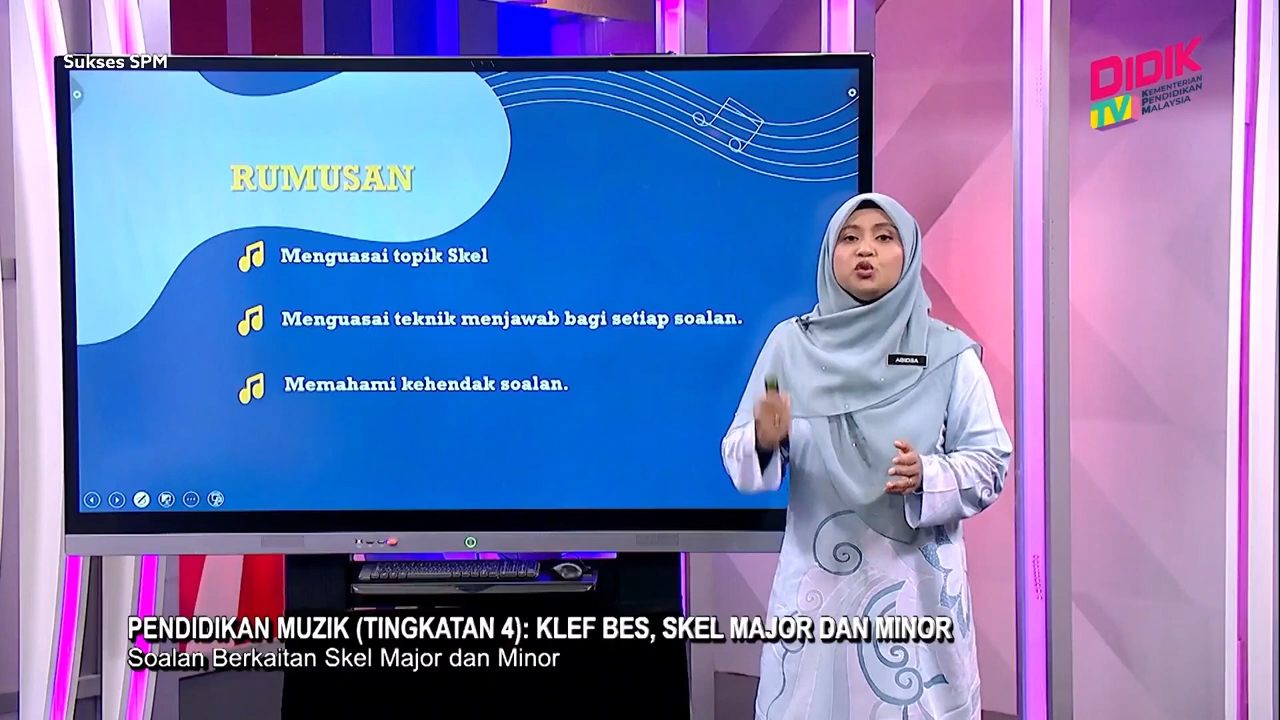 Sukses SPM
DIDIK
TV
KEMENTERIAN
PENDIDIKAN
MALAYSIA
RUMUSAN
Menguasai topik Skel
Menguasai teknik menjawab bagi setiap soalan.
Memahami kehendak soalan.
ABIDSA
PENDIDIKAN MUZIK (TINGKATAN 4): KLEF BES, SKEL MAJOR DAN MINOR
Soalan Berkaitan Skel Major dan Minor